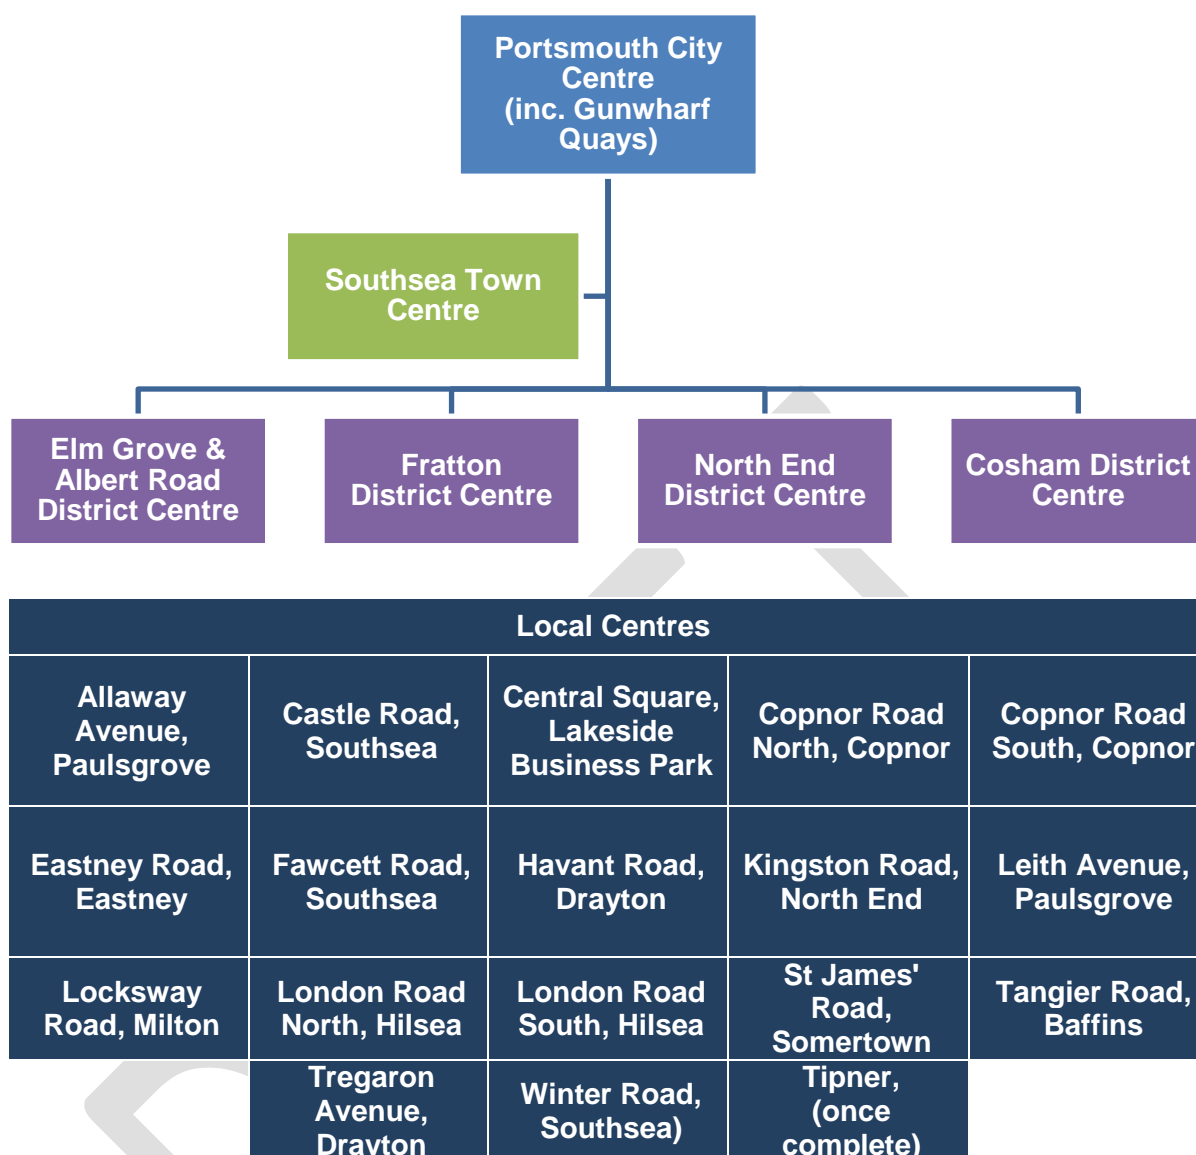 Portsmouth City
Centre
(inc. Gunwharf
Quays)
Southsea Town
Centre
Elm Grove &
Albert Road
District Centre
Fratton
District Centre
North End
District Centre
Cosham District
Centre
Local Centres
Allaway
Avenue,
Paulsgrove
Castle Road,
Southsea
Central Square,
Lakeside
Business Park
Copnor Road
North, Copnor
Copnor Road
South, Copnor
Eastney Road,
Eastney
Fawcett Road,
Southsea
Havant Road,
Drayton
Kingston Road,
North End
Leith Avenue,
Paulsgrove
Locksway
Road, Milton
London Road
North, Hilsea
London Road
South, Hilsea
St James'
Road,
Somertown
Tangier Road,
Baffins
Tregaron
Avenue,
Drayton
Winter Road,
Southsea)
Tipner,
(once
complete)